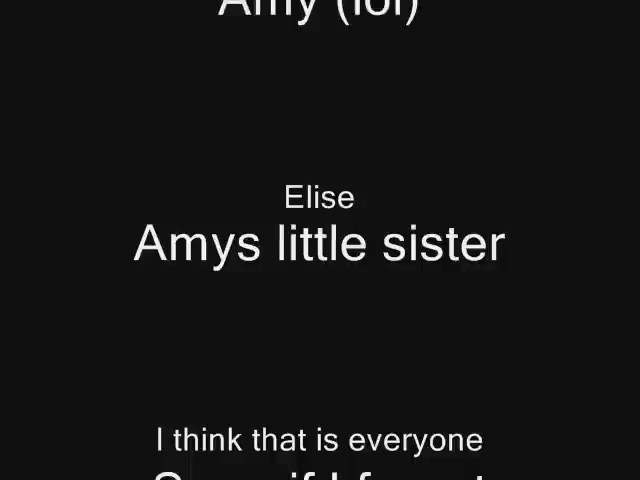 Amy (lol)
Elise
Amys little sister
I think that is everyone